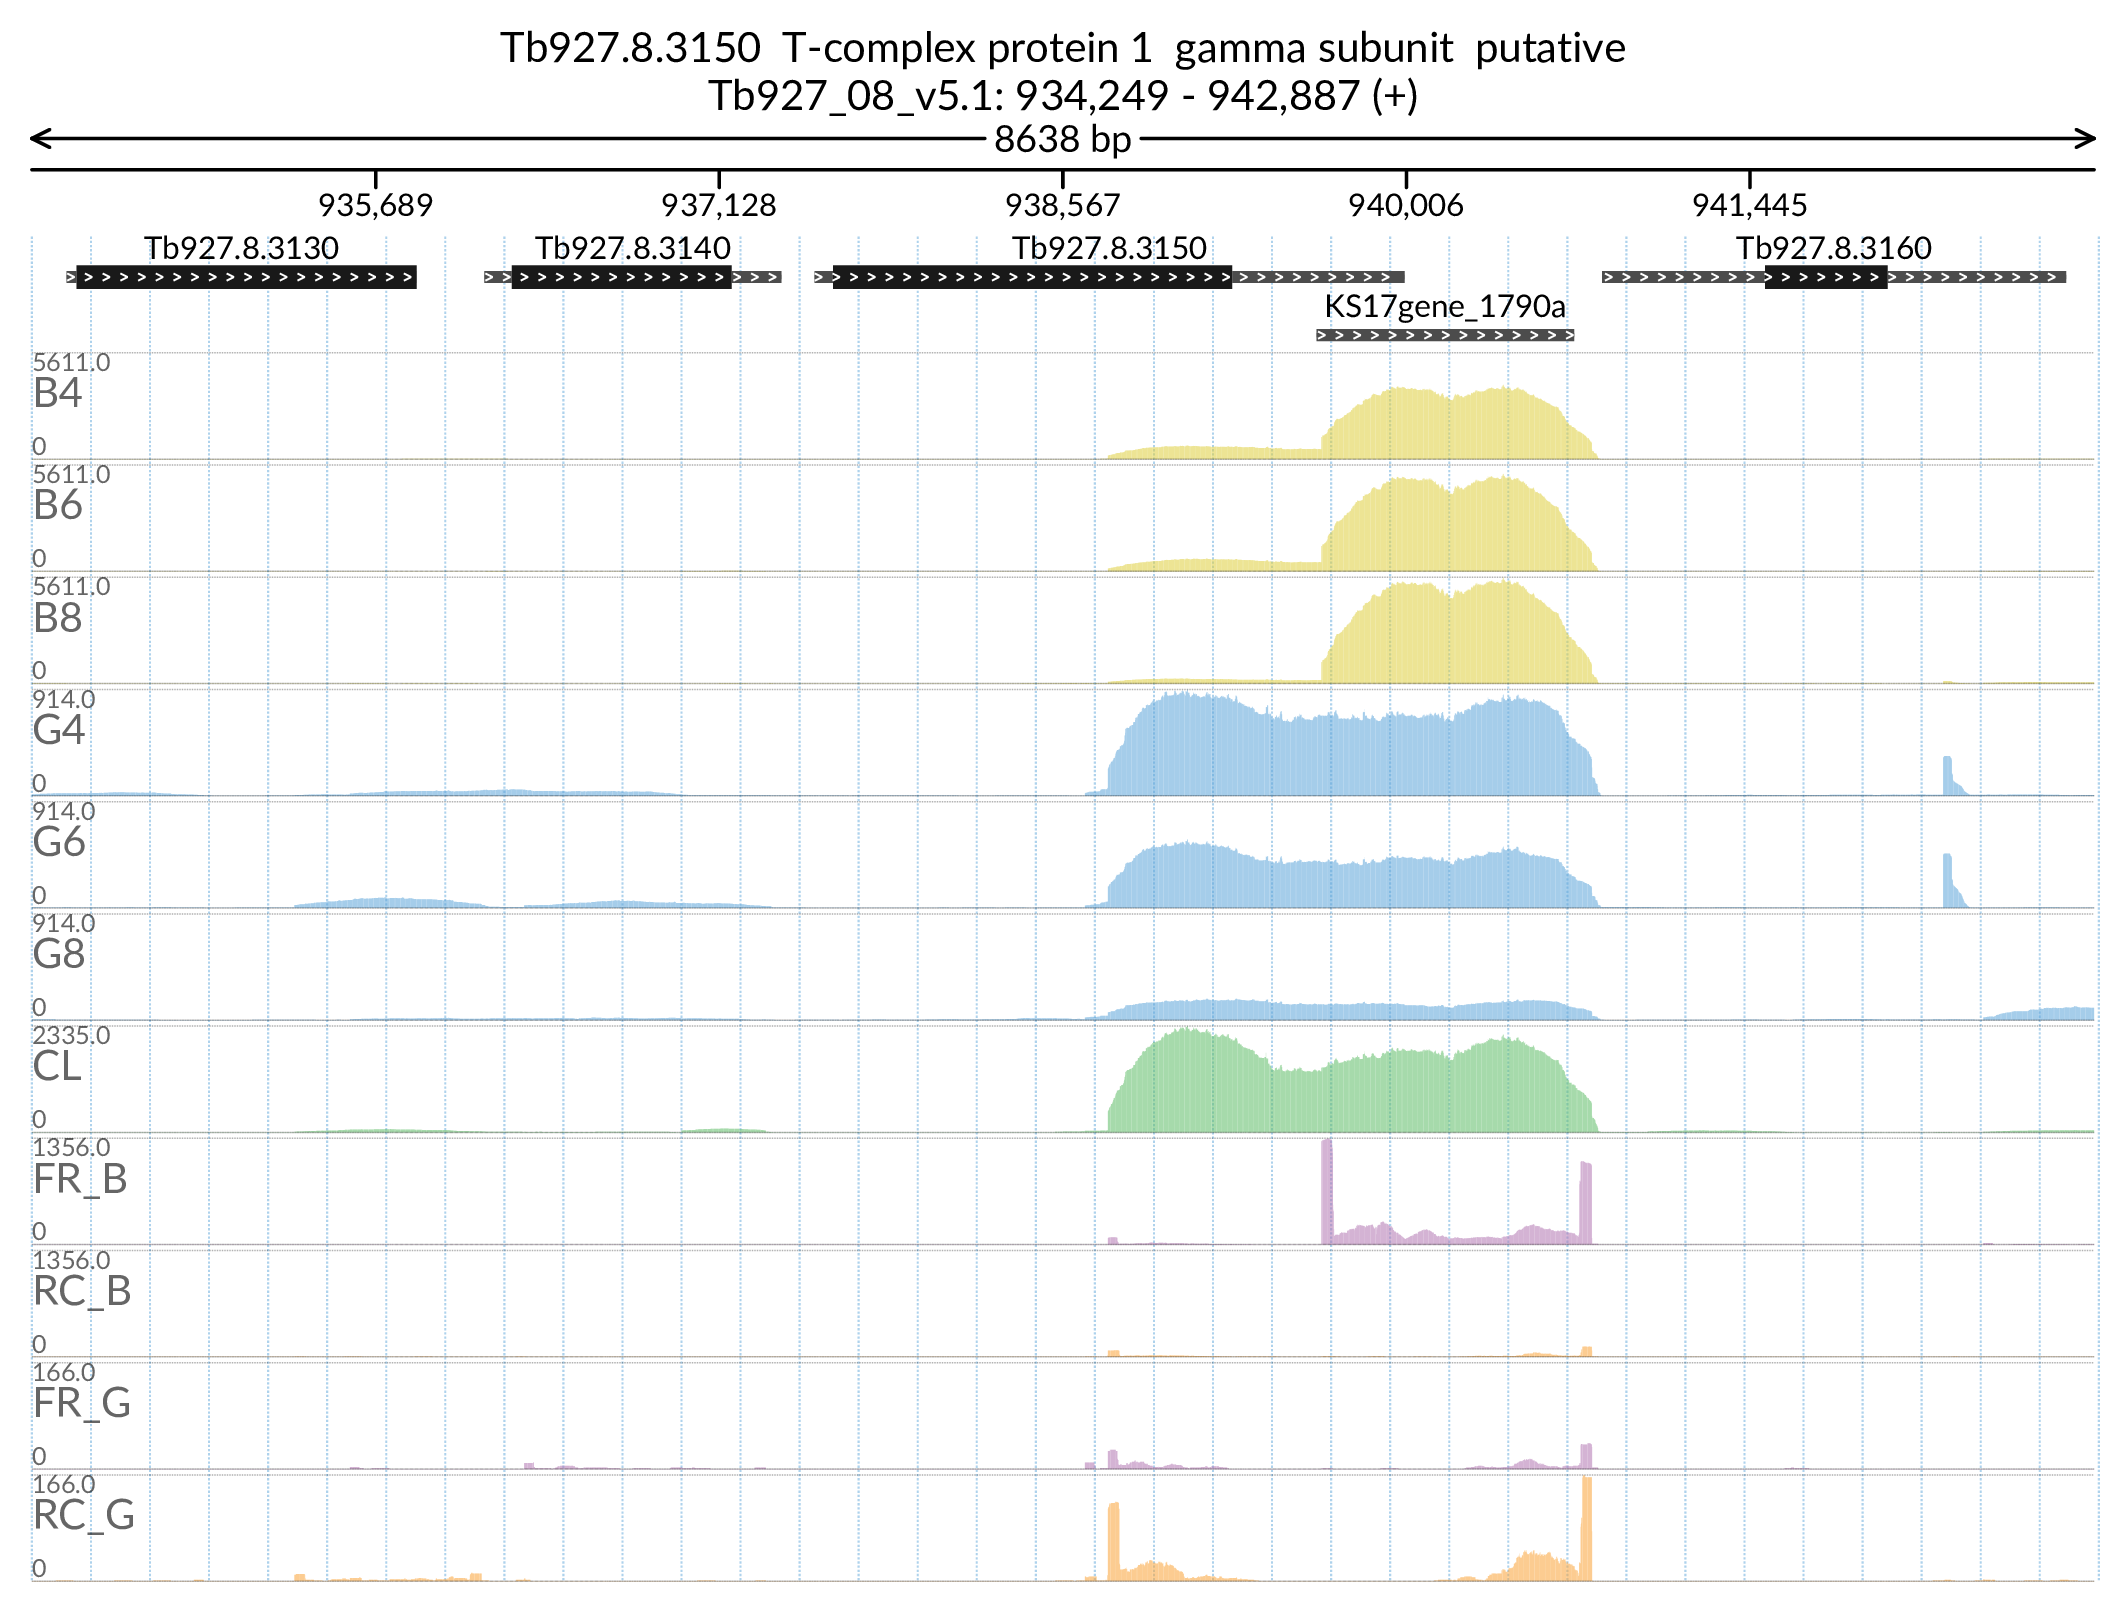 Tb927.8.3150  T-complex protein 1  gamma subunit  putative
Tb927_08_v5.1: 934,249 - 942,887 (+)
8638 bp
935,689 937,128 938,567 940,006 941,445
Tb927.8.3130 Tb927.8.3140 Tb927.8.3150 Tb927.8.3160
KS17gene_1790a
5611.0
B4
0
5611.0
B6
0
5611.0
B8
0
914.0
G4
0
914.0
G6
0
914.0
G8
0
2335.0
CL
0
1356.0
FR_B
0
1356.0
RC_B
0
166.0
FR_G
0
166.0
RC_G
0